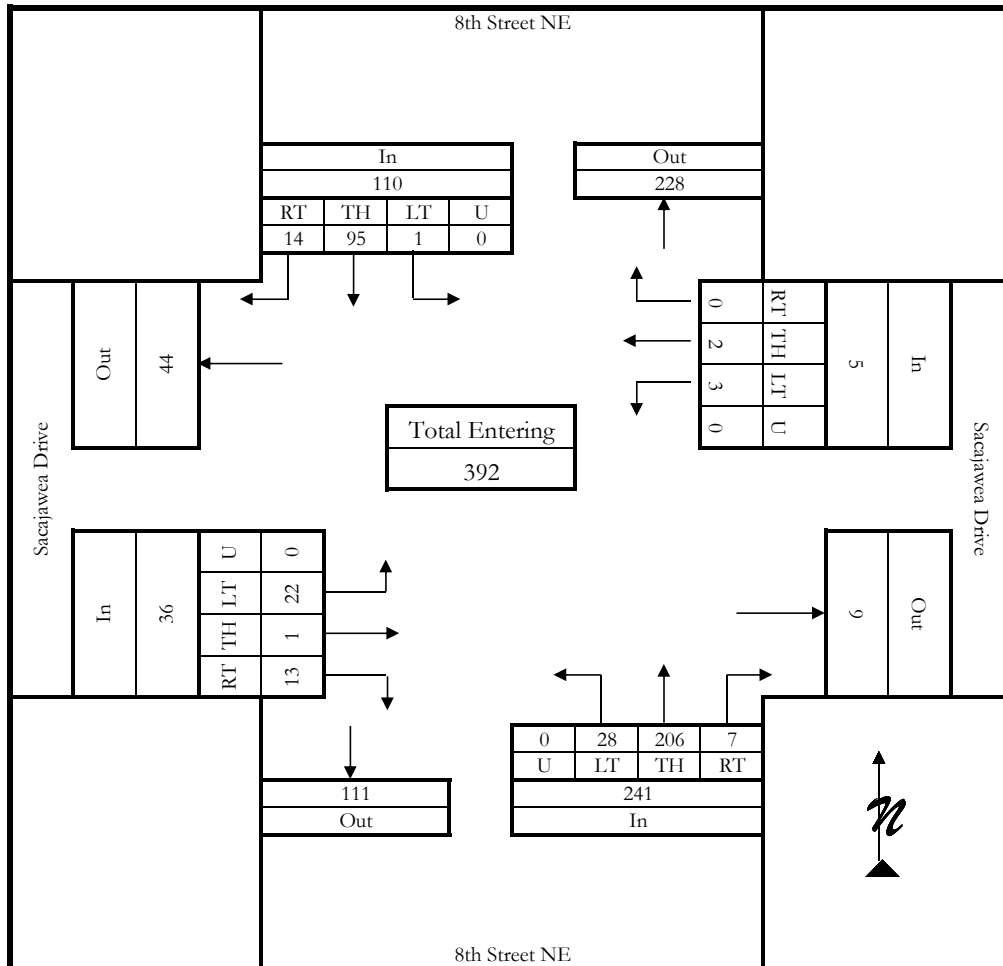 8th Street NE
In
110
RT TH LT U
14 95 1 0
Out
228
Out 44
0 RT
2 TH
3 LT
0 U
5 In
Sacajawea Drive
Total Entering
392
Sacajawea Drive
In 36
U 0
LT 22
TH 1
RT 13
9 Out
111
Out
0 28 206 7
U LT TH RT
241
In
N
8th Street NE